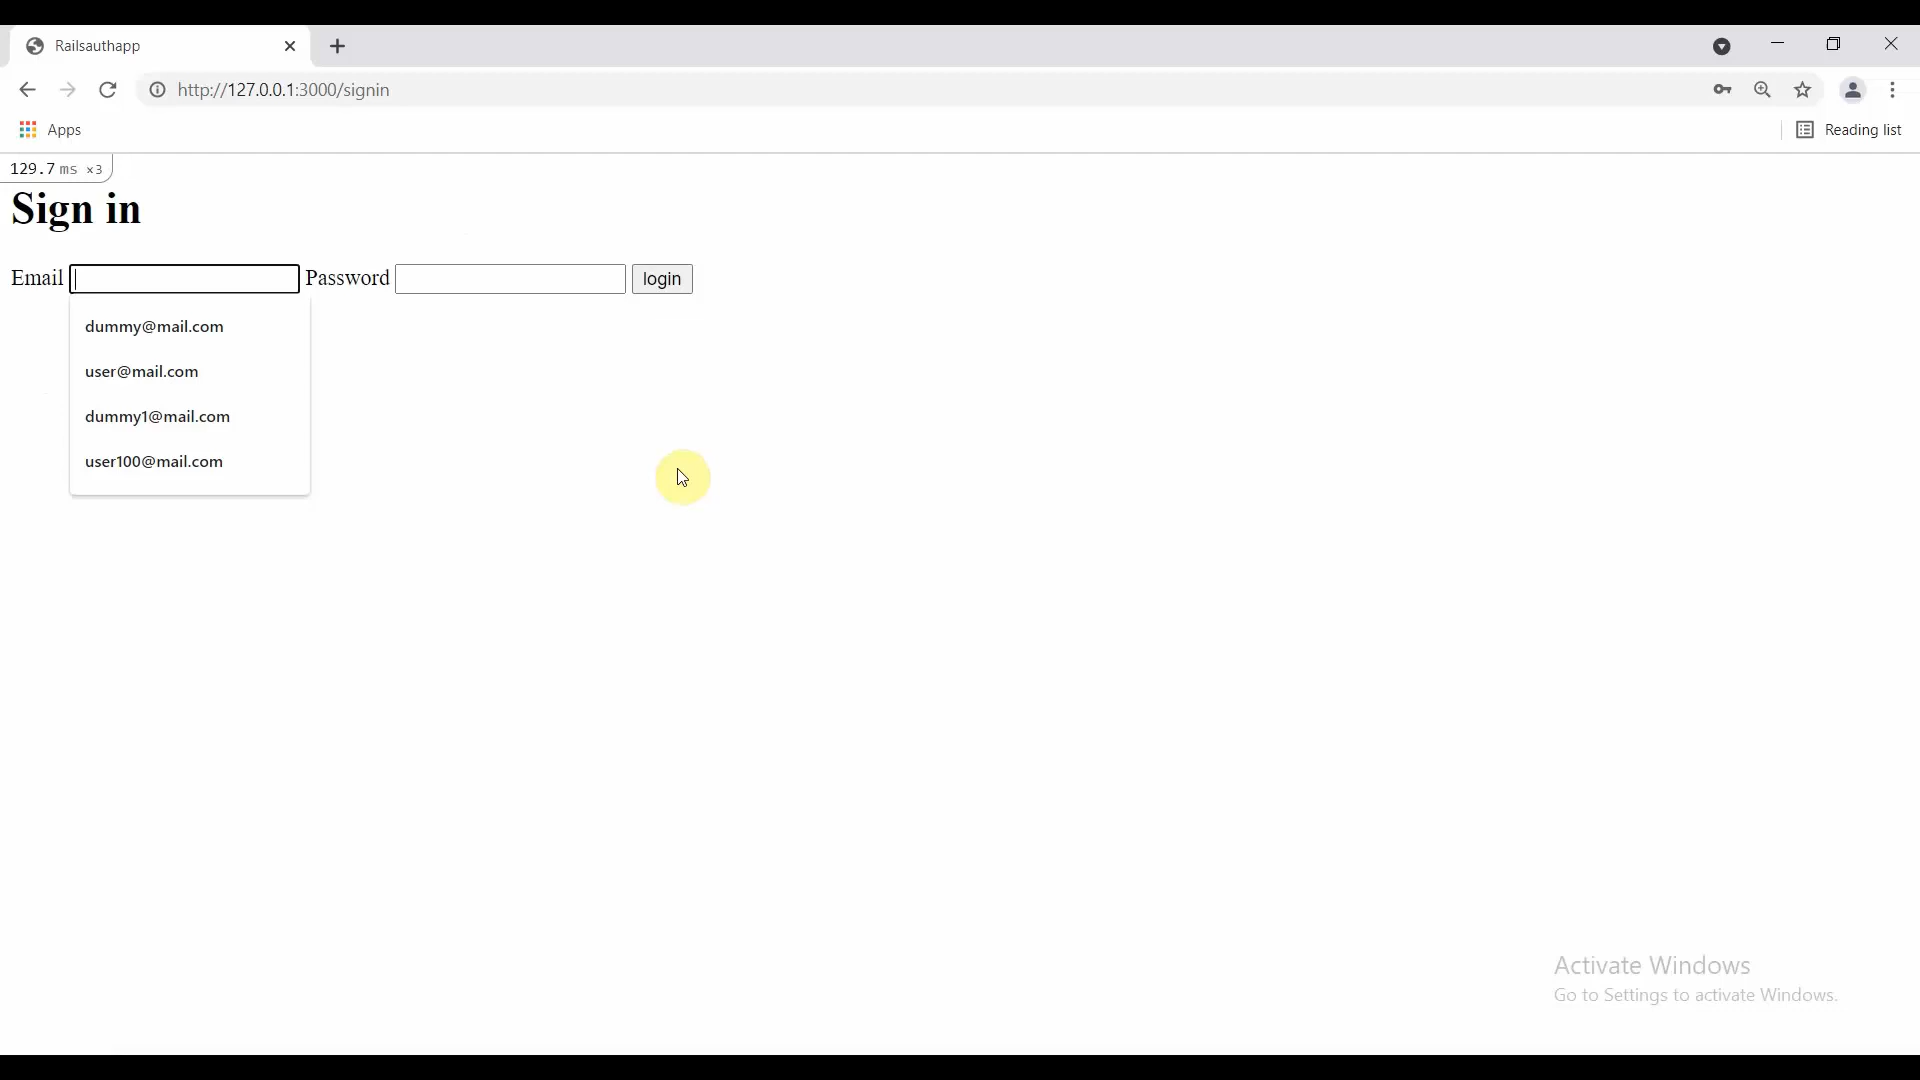 Railsauthapp
http://127.0.0.1:3000/signin
Apps
Reading list
129.7 ms ×3
Sign in
Email Password login
dummy@mail.com
user@mail.com
dummy1@mail.com
user100@mail.com
Activate Windows
Go to Settings to activate Windows.